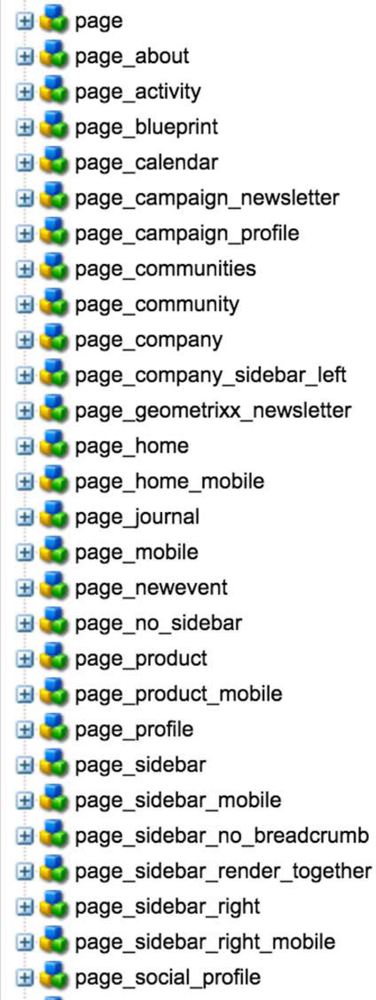 page
page_about
page_activity
page_blueprint
page_calendar
page_campaign_newsletter
page_campaign_profile
page_communities
page_community
page_company
page_company_sidebar_left
page_geometrixx_newsletter
page_home
page_home_mobile
page_journal
page_mobile
page_newevent
page_no_sidebar
page_product
page_product_mobile
page_profile
page_sidebar
page_sidebar_mobile
page_sidebar_no_breadcrumb
page_sidebar_render_together
page_sidebar_right
page_sidebar_right_mobile
page_social_profile